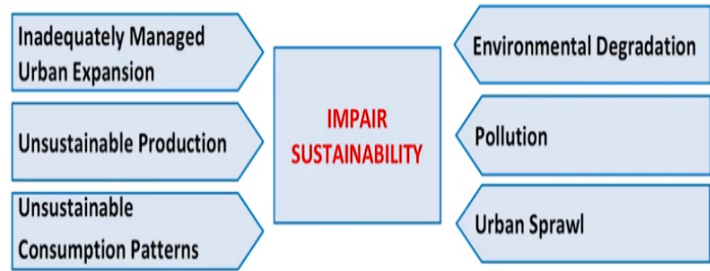 Inadequately Managed
Urban Expansion
Unsustainable Production
Unsustainable
Consumption Patterns
IMPAIR
SUSTAINABILITY
Environmental Degradation
Pollution
Urban Sprawl